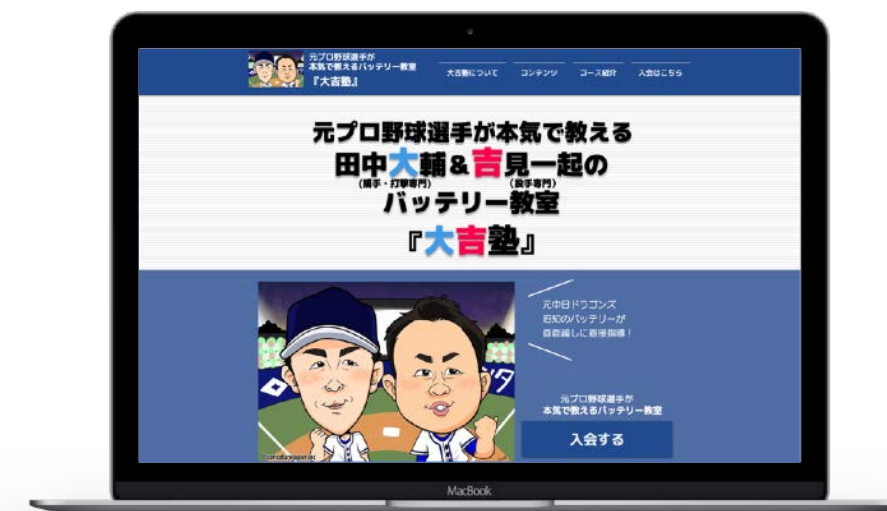 元プロ野球選手が
本気で教えるバッテリー教室
『大吉塾』
大吉塾について コンテンツ コース紹介 入会はこちら
元プロ野球選手が本気で教える
田中大輔&吉見一起の
(捕手・打撃専門) (投手専門)
バッテリー教室
『大吉塾』
元中日ドラゴンズ
旧知のバッテリーが
画面越しに直接指導!
元プロ野球選手が
本気で教えるバッテリー教室
入会する
MacBook